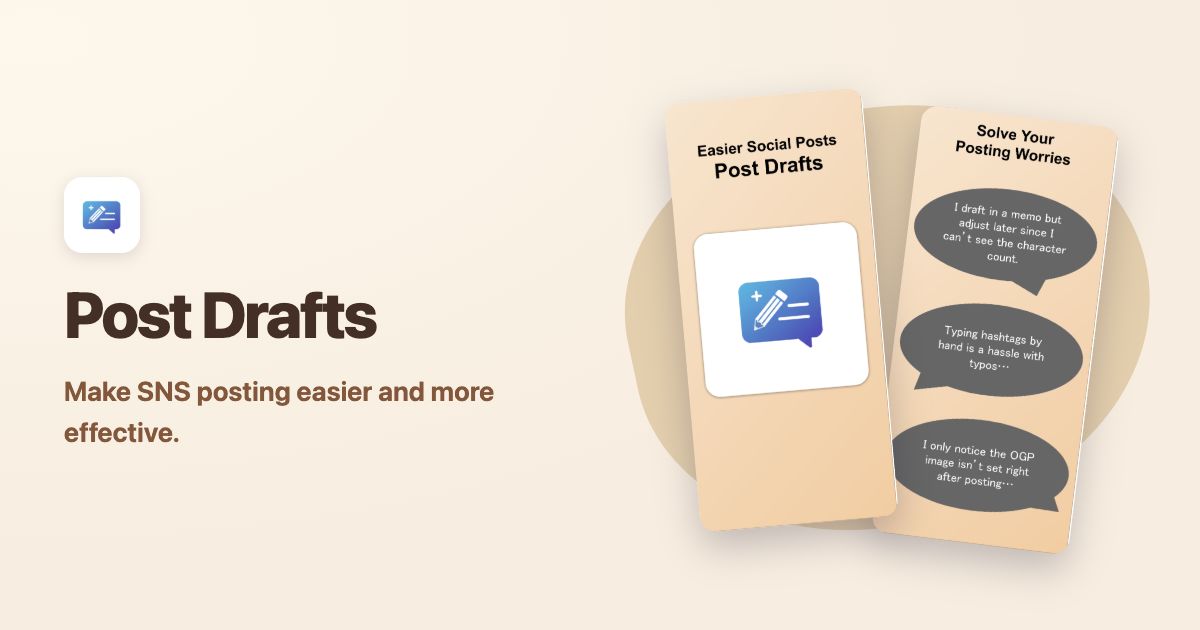 Post Drafts
Make SNS posting easier and more
effective.
Easier Social Posts
Post Drafts
Solve Your
Posting Worries
I draft in a memo but
adjust later since I
can't see the character
count.
Typing hashtags by
hand is a hassle with
typos…
I only notice the OGP
image isn't set right
after posting…